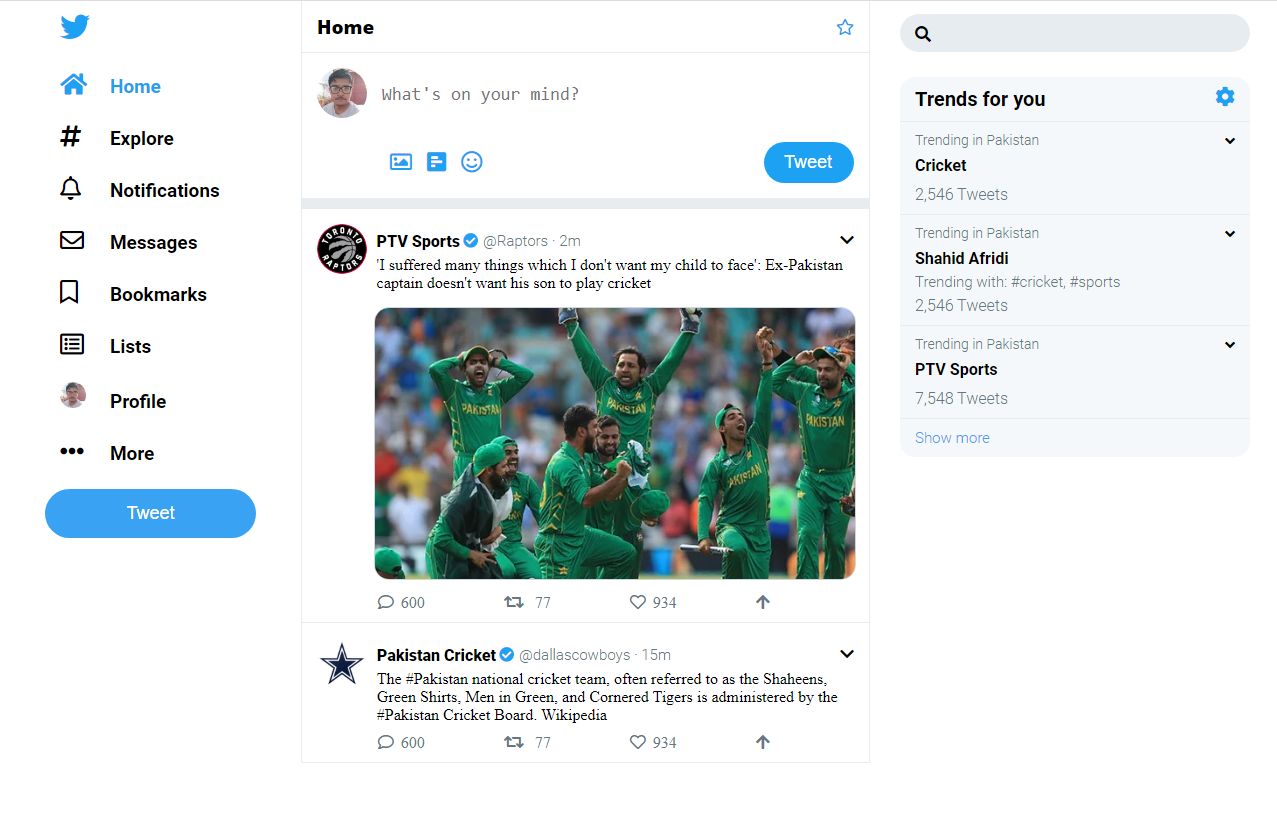 Home
Explore
Notifications
Messages
Bookmarks
Lists
Profile
More
Tweet
Home
What's on your mind?
Tweet
TORONTO
RAPTORS
PTV Sports @Raptors · 2m
'I suffered many things which I don't want my child to face': Ex-Pakistan
captain doesn't want his son to play cricket
PAKISTAN
PAKISTAN
PAKISTAN
PAKISTAN
600 77 934
Pakistan Cricket @dallascowboys · 15m
The #Pakistan national cricket team, often referred to as the Shaheens,
Green Shirts, Men in Green, and Cornered Tigers is administered by the
#Pakistan Cricket Board. Wikipedia
600 77 934
Trends for you
Trending in Pakistan
Cricket
2,546 Tweets
Trending in Pakistan
Shahid Afridi
Trending with: #cricket, #sports
2,546 Tweets
Trending in Pakistan
PTV Sports
7,548 Tweets
Show more